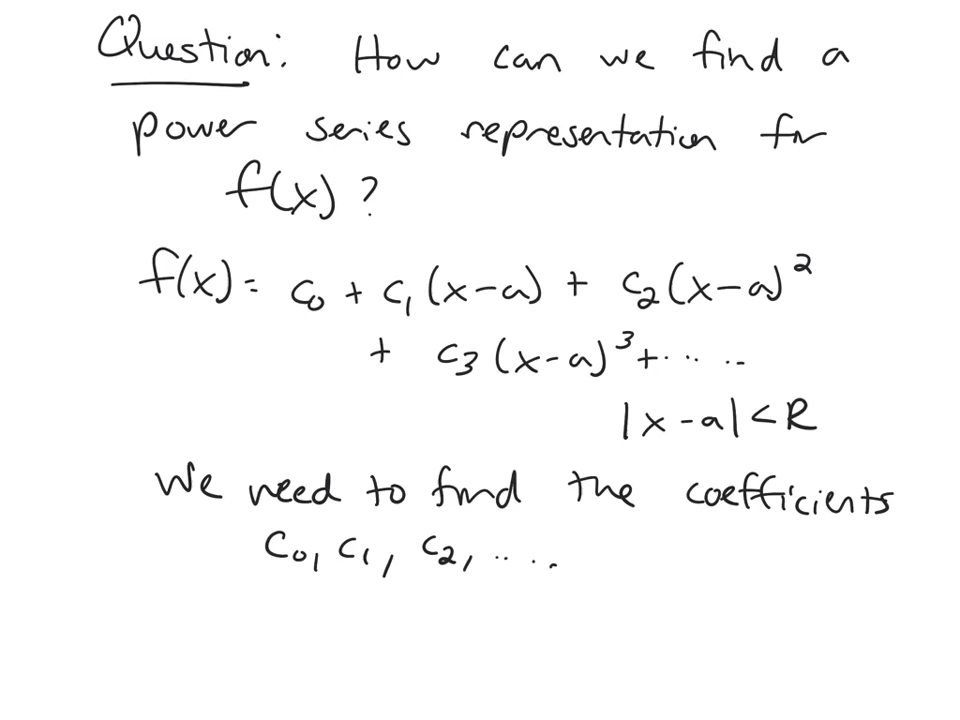 Question: How can we find a
power series representation for
f(x)?
f(x) = c₀ + c₁(x-a) + c₂(x-a)²
+ c₃(x-a)³ + .....
|x-a| < R
We need to find the coefficients
c₀, c₁, c₂, ....